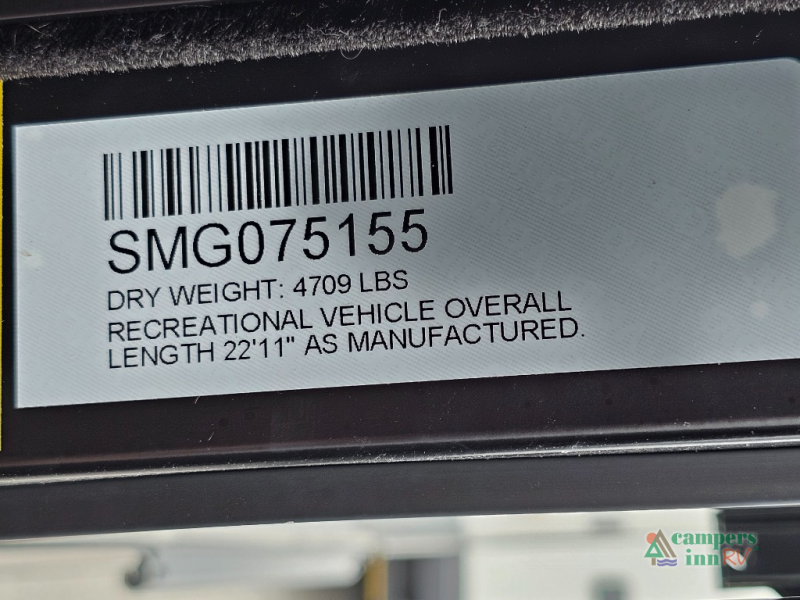 SMG075155
DRY WEIGHT: 4709 LBS
RECREATIONAL VEHICLE OVERALL
LENGTH 22'11" AS MANUFACTURED.
campers
inn RV